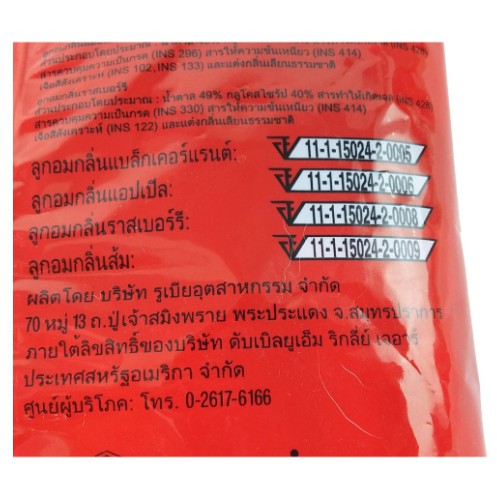 ส่วนประกอบโดยประมาณ : น้ำตาล
(INS 296) สารให้ความข้นเหนียว (INS 414)
สารควบคุมความเป็นกรด
(INS 102, INS 133) และแต่งกลิ่นเลียนธรรมชาติ
เจือสีสังเคราะห์
ลูกอมกลิ่นราสเบอร์รี
ส่วนประกอบโดยประมาณ : น้ำตาล 49% กลูโคสไซรัป 40% สารทำให้เกิดเจล (INS 428)
สารควบคุมความเป็นกรด (INS 330) สารให้ความข้นเหนียว (INS 414)
เจือสีสังเคราะห์ (INS 122) และแต่งกลิ่นเลียนธรรมชาติ
ลูกอมกลิ่นแบล็กเคอร์แรนต์: 11-1-15024-2-0005
ลูกอมกลิ่นแอปเปิล: 11-1-15024-2-0006
ลูกอมกลิ่นราสเบอร์รี: 11-1-15024-2-0008
ลูกอมกลิ่นส้ม: 11-1-15024-2-0009
ผลิตโดย บริษัท รูเบียอุตสาหกรรม จำกัด
70 หมู่ 13 ถ.ปู่เจ้าสมิงพราย พระประแดง จ.สมุทรปราการ
ภายใต้ลิขสิทธิ์ของบริษัท ดับเบิลยูเอ็ม ริกลี่ย์ เจอาร์
ประเทศสหรัฐอเมริกา จำกัด
ศูนย์ผู้บริโภค: โทร. 0-2617-6166